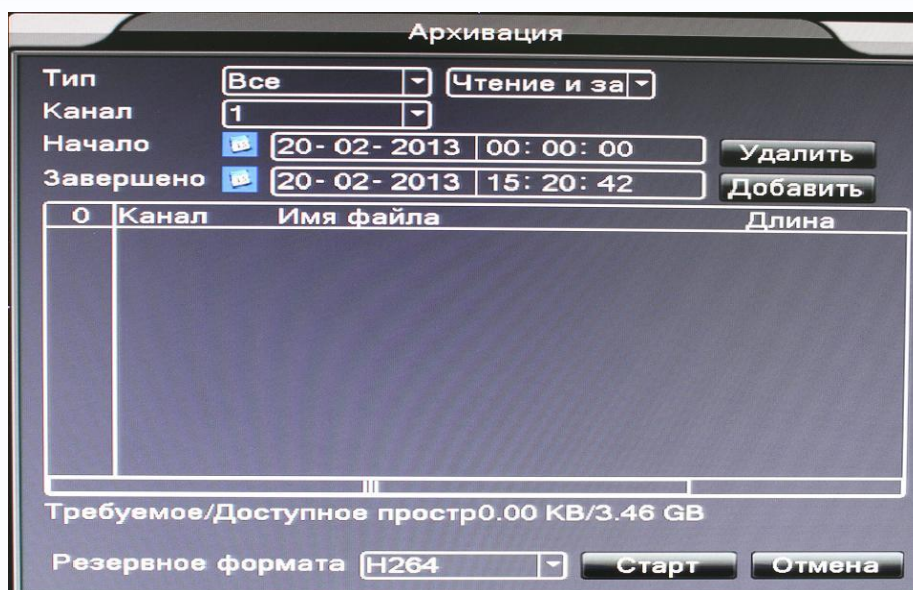 Архивация
Тип Все Чтение и за
Канал 1
Начало 20- 02- 2013 00: 00: 00 Удалить
Завершено 20- 02- 2013 15: 20: 42 Добавить
0 Канал Имя файла Длина
Требуемое/Доступное простр0.00 KB/3.46 GB
Резервное формата H264 Старт Отмена